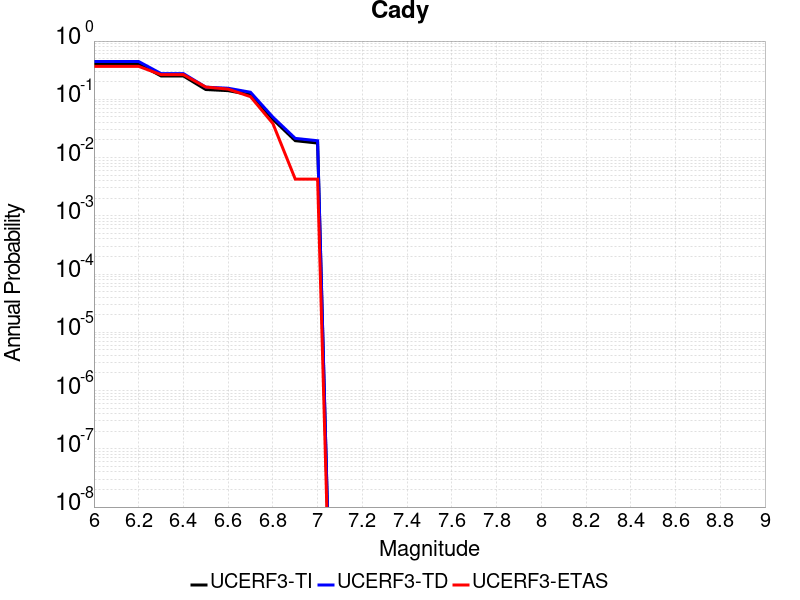 Cady
10^0
10^-1
10^-2
10^-3
10^-4
10^-5
10^-6
10^-7
10^-8
Annual Probability
6 6.2 6.4 6.6 6.8 7 7.2 7.4 7.6 7.8 8 8.2 8.4 8.6 8.8 9
Magnitude
UCERF3-TI UCERF3-TD UCERF3-ETAS